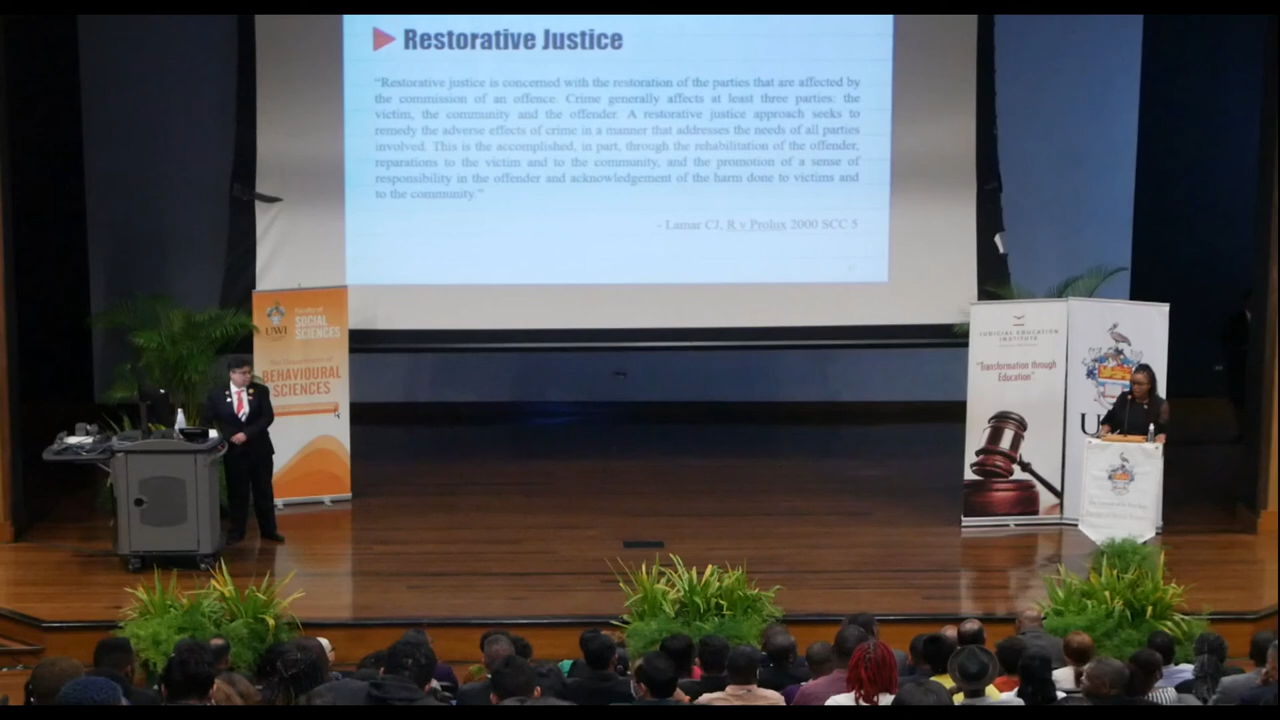 Restorative Justice
“Restorative justice is concerned with the restoration of the parties that are affected by
the commission of an offence. Crime generally affects at least three parties: the
victim, the community and the offender. A restorative justice approach seeks to
remedy the adverse effects of crime in a manner that addresses the needs of all parties
involved. This is the accomplished, in part, through the rehabilitation of the offender,
reparations to the victim and to the community, and the promotion of a sense of
responsibility in the offender and acknowledgement of the harm done to victims and
to the community.”
- Lamar CJ, R v Prolux 2000 SCC 5
UWI
Faculty of
SOCIAL
SCIENCES
The Department of
BEHAVIOURAL
SCIENCES
JUDICIAL EDUCATION
INSTITUTE
“Transformation through
Education”
U